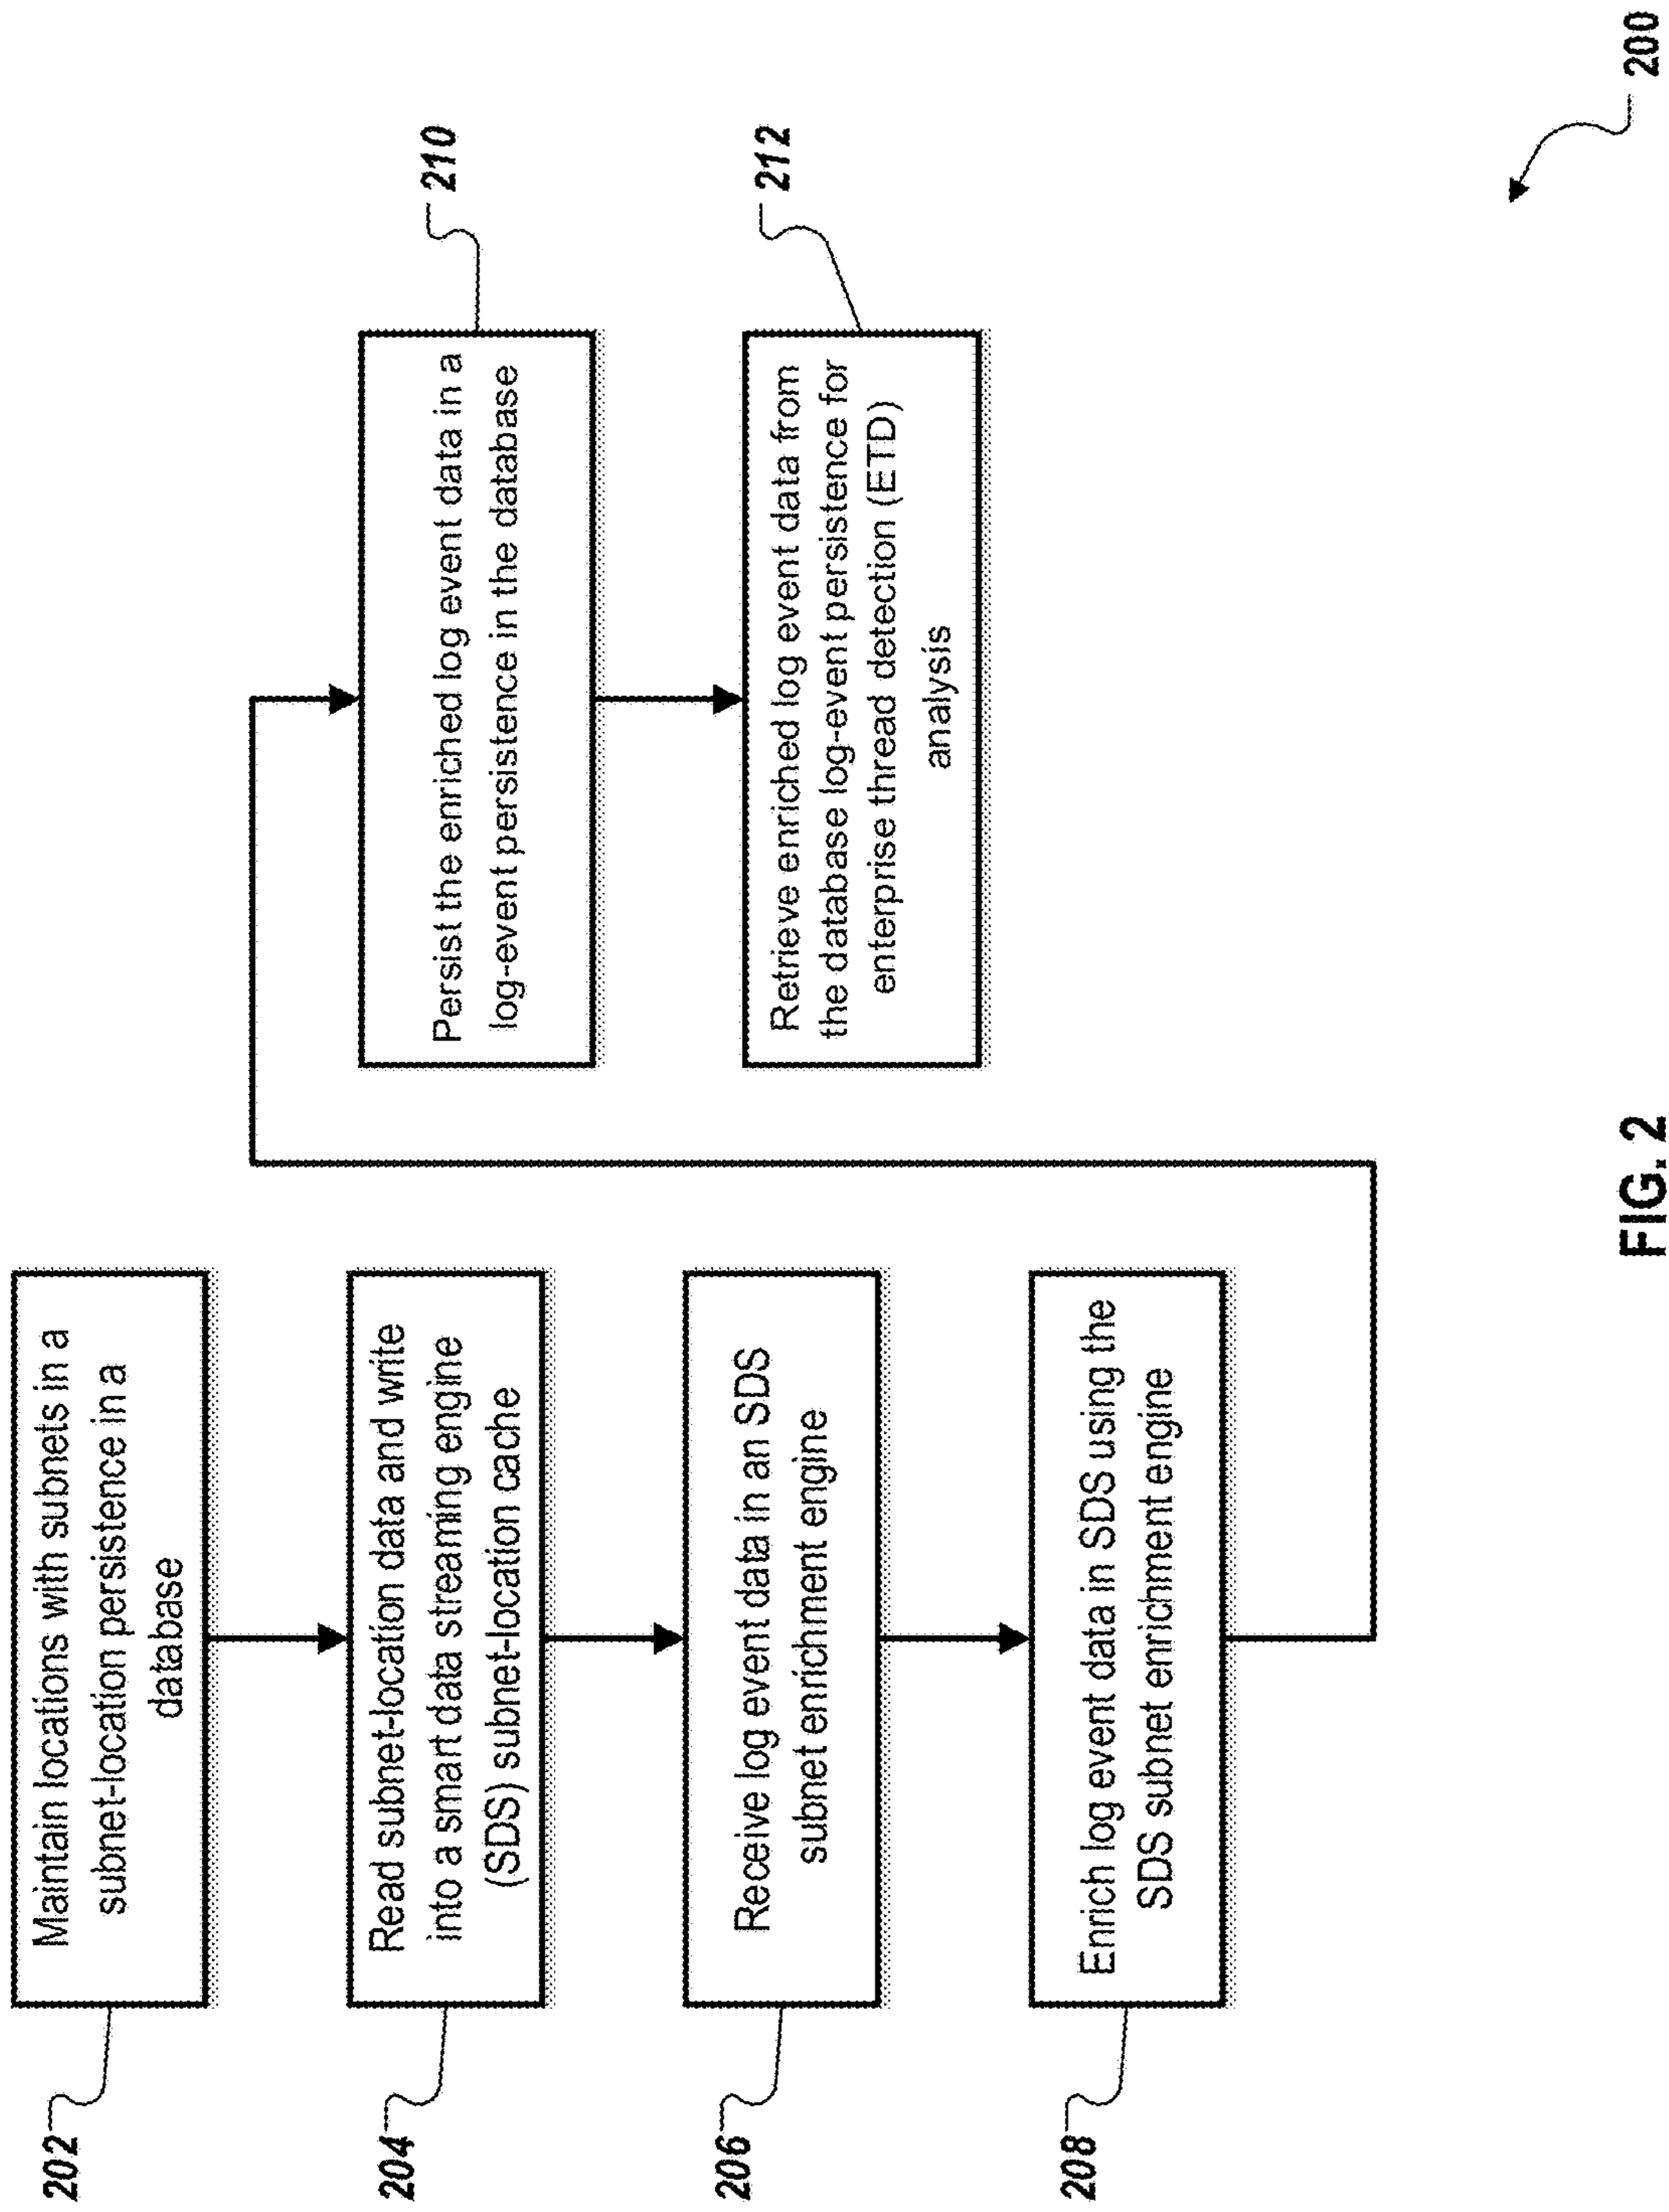 202
Maintain locations with subnets in a
subnet-location persistence in a
database
204
Read subnet-location data and write
into a smart data streaming engine
(SDS) subnet-location cache
206
Receive log event data in an SDS
subnet enrichment engine
208
Enrich log event data in SDS using the
SDS subnet enrichment engine
210
Persist the enriched log event data in a
log-event persistence in the database
212
Retrieve enriched log event data from
the database log-event persistence for
enterprise thread detection (ETD)
analysis
200
FIG. 2